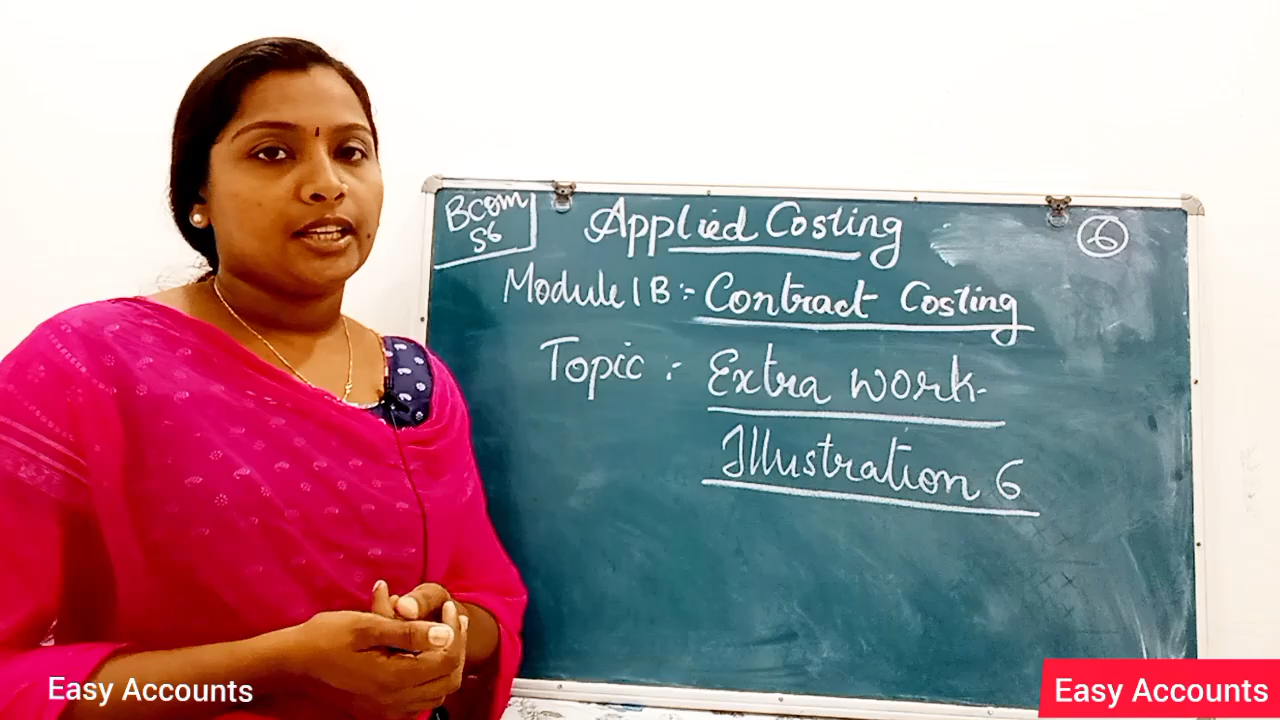 Bcom
S6
Applied Costing
6
Module 1B:- Contract Costing
Topic :- Extra work-
Illustration 6
Easy Accounts
Easy Accounts